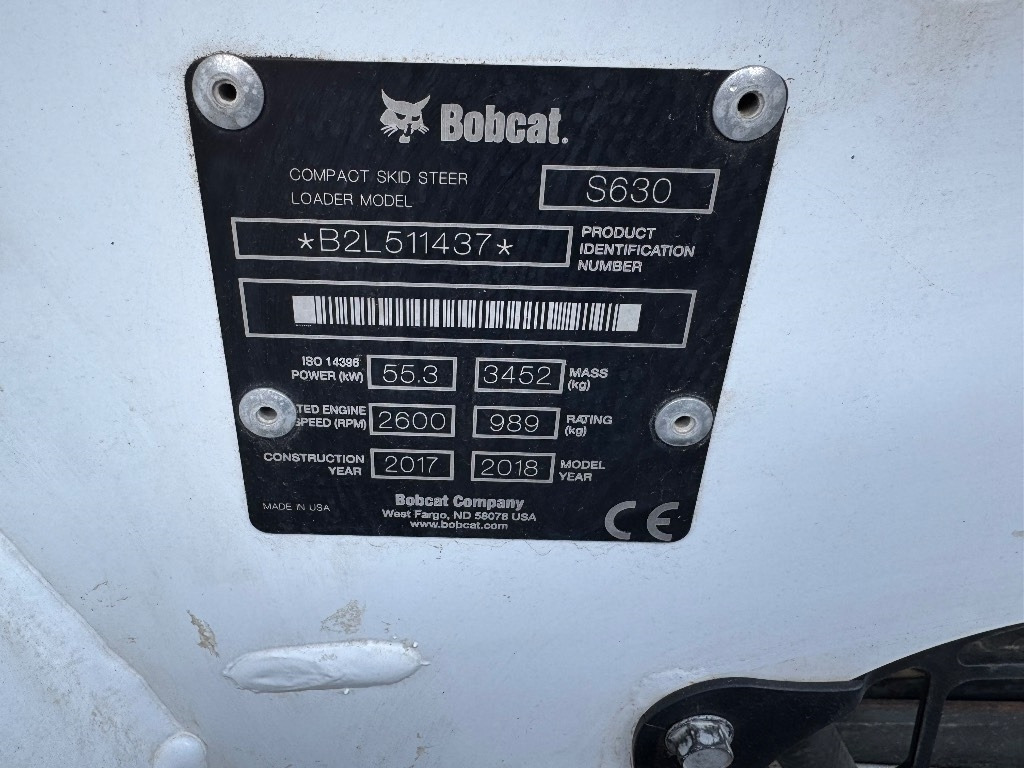 Bobcat.
COMPACT SKID STEER
LOADER MODEL
S630
*B2L511437*
PRODUCT
IDENTIFICATION
NUMBER
ISO 14396
POWER (kW)
55.3
3452
MASS
(kg)
TED ENGINE
SPEED (RPM)
2600
989
RATING
(kg)
CONSTRUCTION
YEAR
2017
2018
MODEL
YEAR
MADE IN USA
Bobcat Company
West Fargo, ND 58078 USA
www.bobcat.com
CE